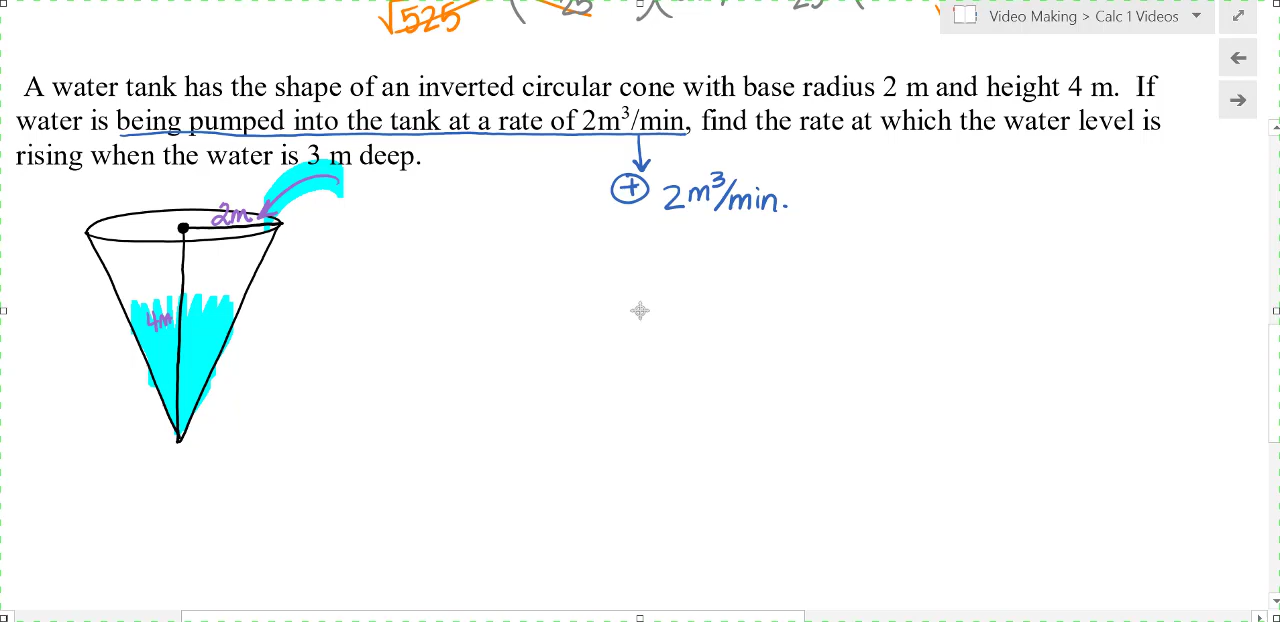 √525
25
Video Making > Calc 1 Videos
A water tank has the shape of an inverted circular cone with base radius 2 m and height 4 m. If
water is being pumped into the tank at a rate of 2m³/min, find the rate at which the water level is
rising when the water is 3 m deep.
+ 2m³/min.
2m
4m